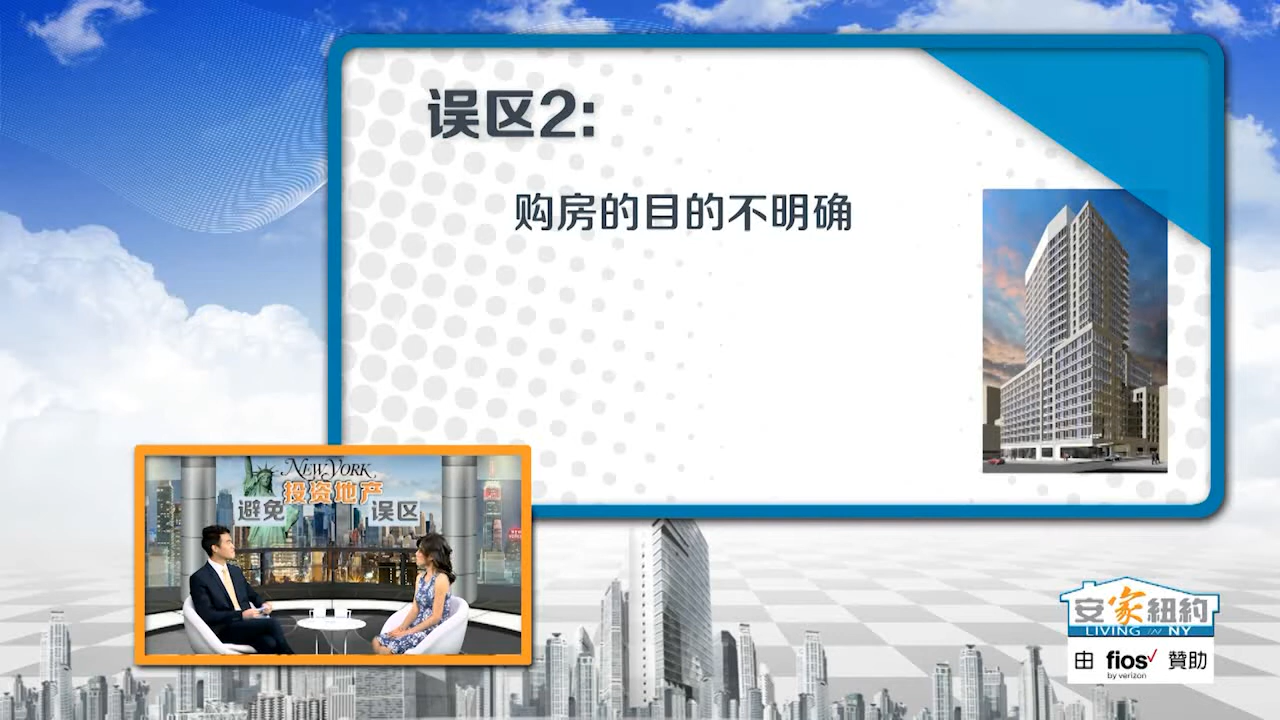 误区2:
购房的目的不明确
NEW YORK
投资地产
避免 误区
安家紐約
LIVING IN NY
由 fios 贊助
by verizon